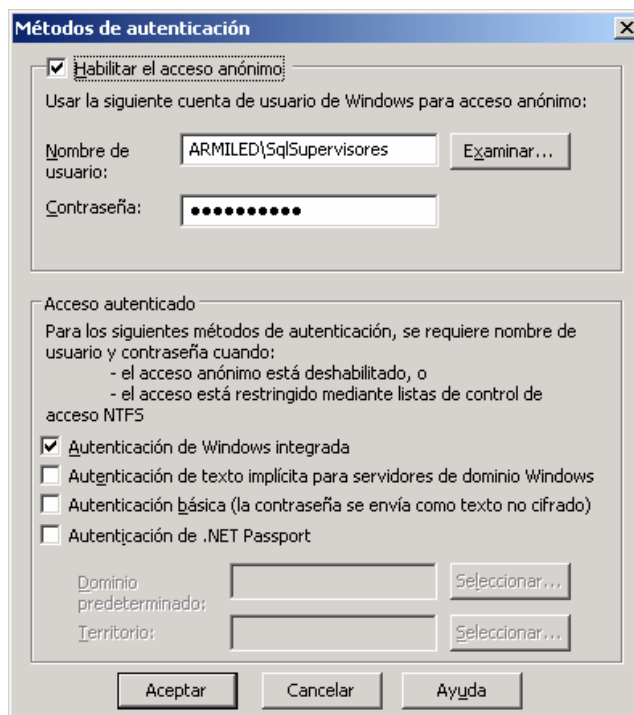 Métodos de autenticación
Habilitar el acceso anónimo
Usar la siguiente cuenta de usuario de Windows para acceso anónimo:
Nombre de
usuario:
ARMILED\SqlSupervisores
Examinar...
Contraseña:
●●●●●●●●●●
Acceso autenticado
Para los siguientes métodos de autenticación, se requiere nombre de
usuario y contraseña cuando:
- el acceso anónimo está deshabilitado, o
- el acceso está restringido mediante listas de control de
acceso NTFS
Autenticación de Windows integrada
Autenticación de texto implícita para servidores de dominio Windows
Autenticación básica (la contraseña se envía como texto no cifrado)
Autenticación de .NET Passport
Dominio
predeterminado:
Seleccionar...
Territorio:
Seleccionar...
Aceptar
Cancelar
Ayuda